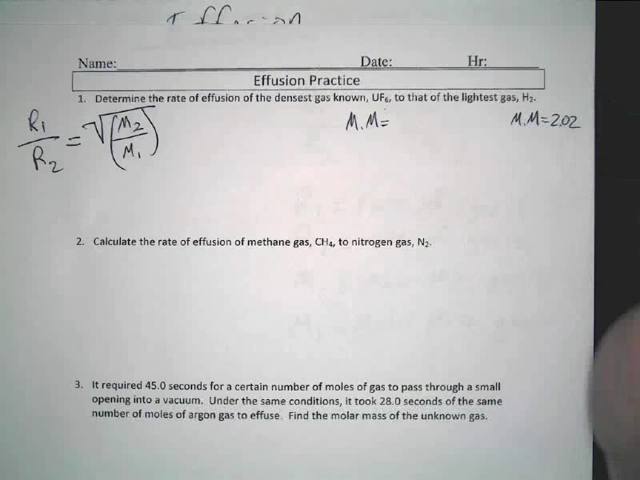 Effusion
Name: Date: Hr:
Effusion Practice
1. Determine the rate of effusion of the densest gas known, UF₆, to that of the lightest gas, H₂.
R₁/R₂ = √(M₂/M₁) M.M= M.M=2.02
2. Calculate the rate of effusion of methane gas, CH₄, to nitrogen gas, N₂.
3. It required 45.0 seconds for a certain number of moles of gas to pass through a small
opening into a vacuum. Under the same conditions, it took 28.0 seconds of the same
number of moles of argon gas to effuse. Find the molar mass of the unknown gas.